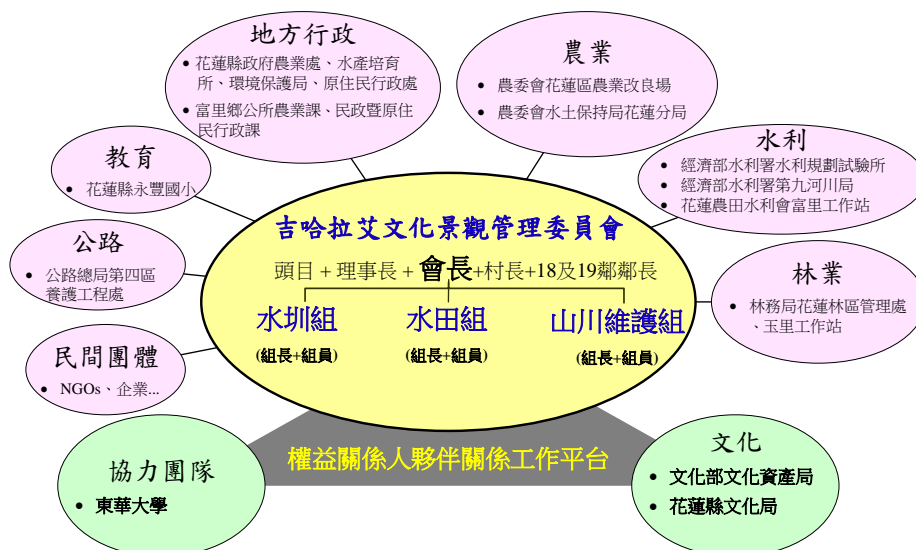 地方行政
• 花蓮縣政府農業處、水產培育
所、環境保護局、原住民行政處
• 富里鄉公所農業課、民政暨原住
民行政課
農業
• 農委會花蓮區農業改良場
• 農委會水土保持局花蓮分局
水利
• 經濟部水利署水利規劃試驗所
• 經濟部水利署第九河川局
• 花蓮農田水利會富里工作站
教育
• 花蓮縣永豐國小
公路
• 公路總局第四區
養護工程處
民間團體
• NGOs、企業...
林業
• 林務局花蓮林區管理處
、玉里工作站
吉哈拉艾文化景觀管理委員會
頭目+理事長+會長+村長+18及19鄰鄰長
水圳組
(組長+組員)
水田組
(組長+組員)
山川維護組
(組長+組員)
權益關係人夥伴關係工作平台
協力團隊
• 東華大學
文化
• 文化部文化資產局
• 花蓮縣文化局